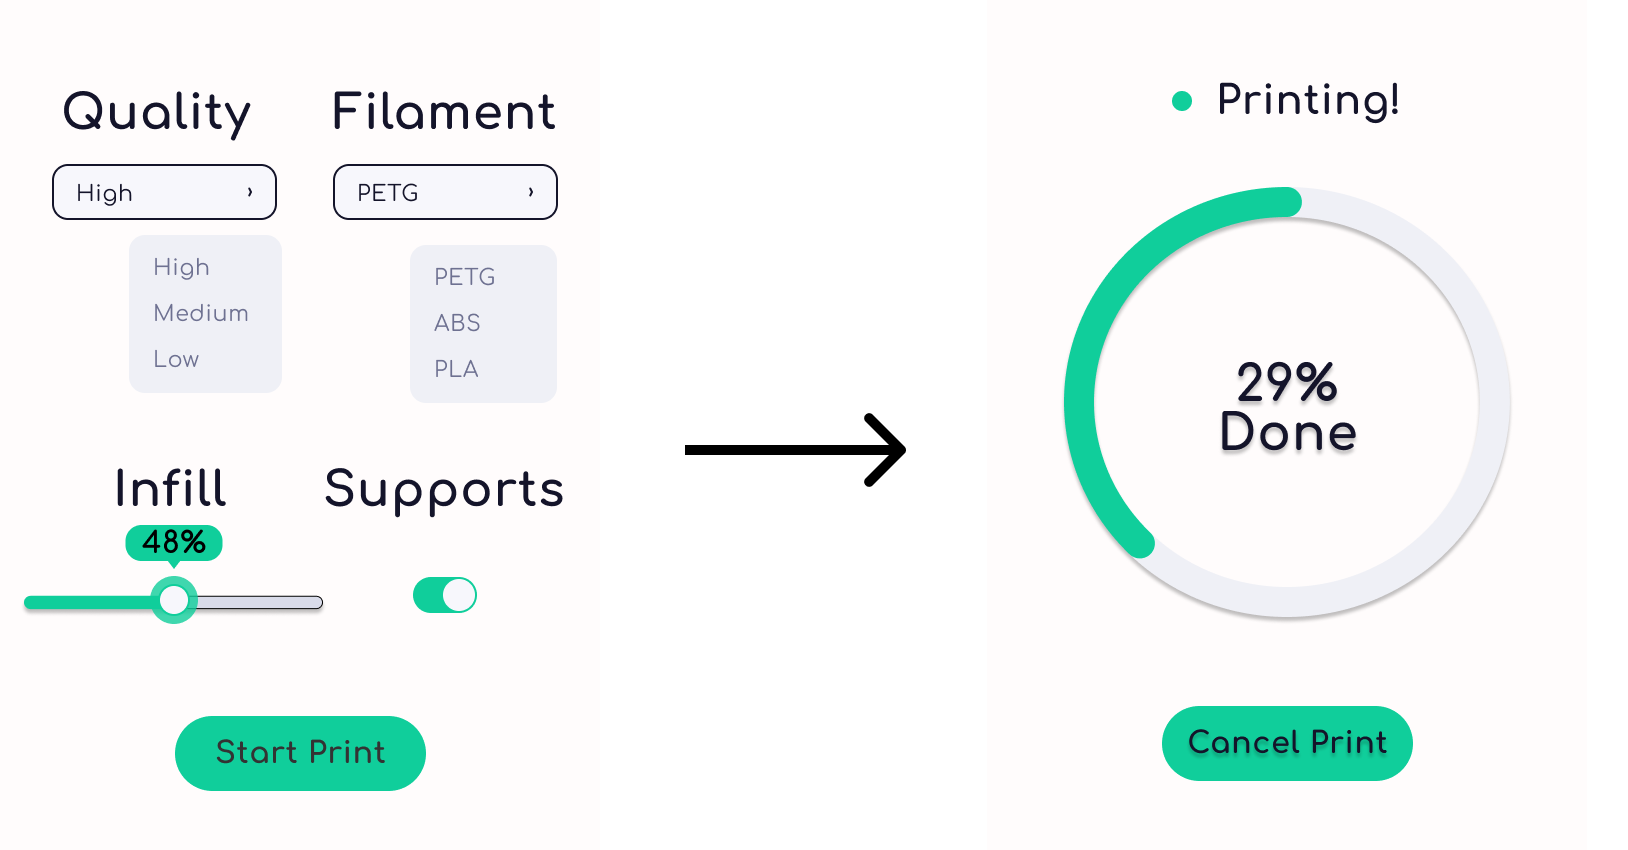 Quality
High ›
High
Medium
Low
Filament
PETG ›
PETG
ABS
PLA
Infill
48%
Supports
Start Print
Printing!
29%
Done
Cancel Print